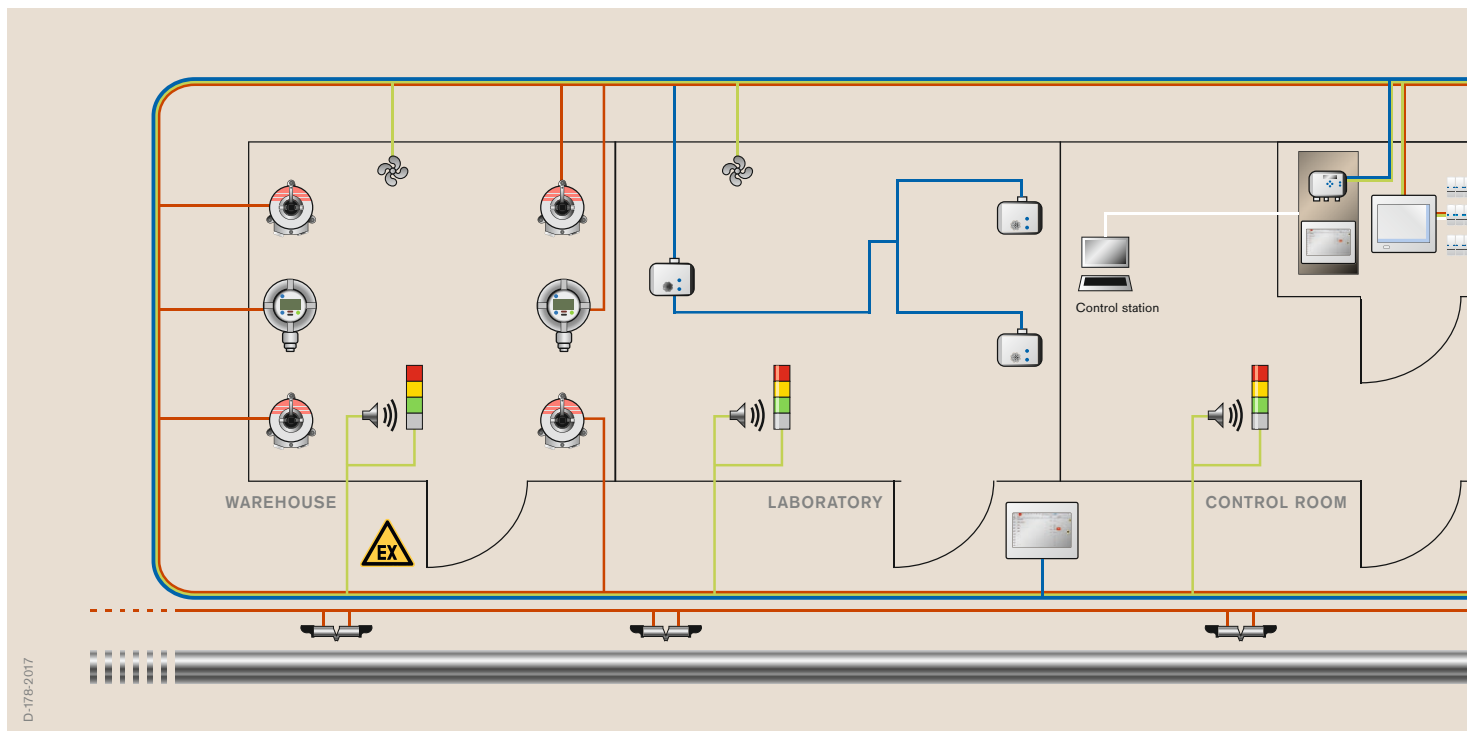 Control station
WAREHOUSE
LABORATORY
CONTROL ROOM
EX
D-178-2017